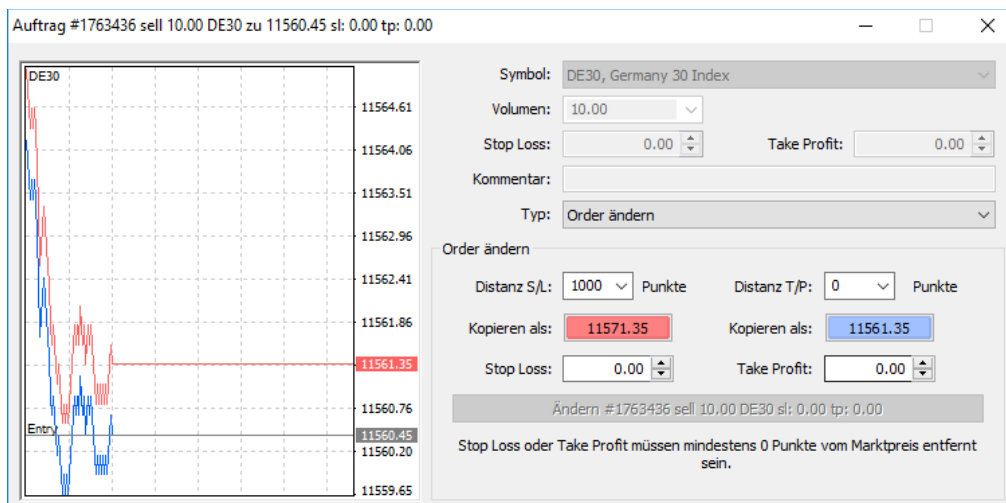 Auftrag #1763436 sell 10.00 DE30 zu 11560.45 sl: 0.00 tp: 0.00
DE30
11564.61
11564.06
11563.51
11562.96
11562.41
11561.86
11561.35
11560.76
Entry
11560.45
11560.20
11559.65
Symbol: DE30, Germany 30 Index
Volumen: 10.00
Stop Loss: 0.00 Take Profit: 0.00
Kommentar:
Typ: Order ändern
Order ändern
Distanz S/L: 1000 Punkte Distanz T/P: 0 Punkte
Kopieren als: 11571.35 Kopieren als: 11561.35
Stop Loss: 0.00 Take Profit: 0.00
Ändern #1763436 sell 10.00 DE30 sl: 0.00 tp: 0.00
Stop Loss oder Take Profit müssen mindestens 0 Punkte vom Marktpreis entfernt
sein.